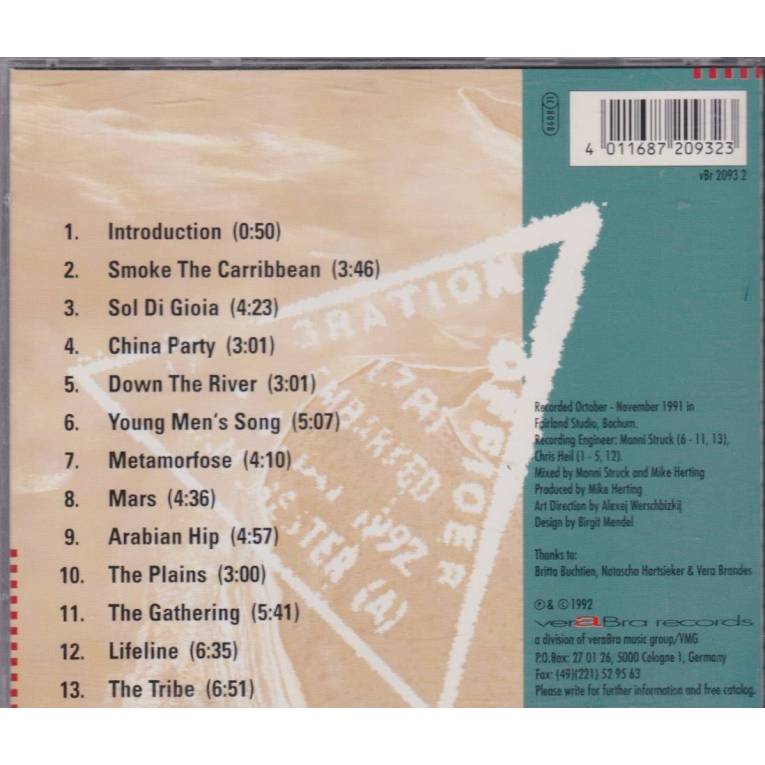 1. Introduction (0:50)
2. Smoke The Carribbean (3:46)
3. Sol Di Gioia (4:23)
4. China Party (3:01)
5. Down The River (3:01)
6. Young Men's Song (5:07)
7. Metamorfose (4:10)
8. Mars (4:36)
9. Arabian Hip (4:57)
10. The Plains (3:00)
11. The Gathering (5:41)
12. Lifeline (6:35)
13. The Tribe (6:51)
1992
(A)
8608 31
4 011687 209323
vBr 2093 2
Recorded October - November 1991 in
Fairland Studio, Bochum.
Recording Engineer: Manni Struck (6 - 11, 13),
Chris Heil (1 - 5, 12).
Mixed by Manni Struck and Mike Herting
Produced by Mike Herting
Art Direction by Alexej Werschbizkij
Design by Birgit Mendel
Thanks to:
Britta Buchtien, Natascha Hartsieker & Vera Brandes
℗ & © 1992
veraBra records
a division of veraBra music group/VMG
P.O.Box: 27 01 26, 5000 Cologne 1, Germany
Fax: (49)(221) 52 95 63
Please write for further information and free catalog.